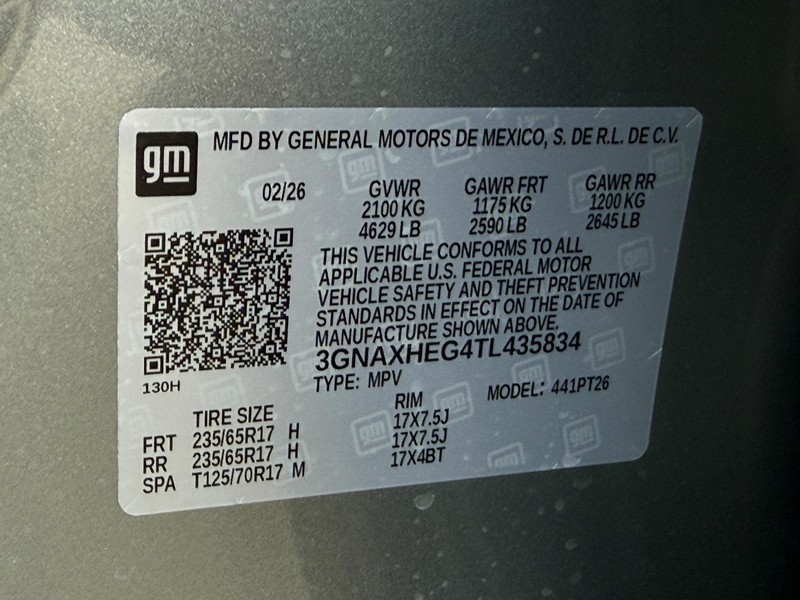 gm MFD BY GENERAL MOTORS DE MEXICO, S. DE R.L. DE C.V.
02/26 GVWR GAWR FRT GAWR RR
2100 KG 1175 KG 1200 KG
4629 LB 2590 LB 2645 LB
THIS VEHICLE CONFORMS TO ALL
APPLICABLE U.S. FEDERAL MOTOR
VEHICLE SAFETY AND THEFT PREVENTION
STANDARDS IN EFFECT ON THE DATE OF
MANUFACTURE SHOWN ABOVE.
3GNAXHEG4TL435834
130H TYPE: MPV MODEL: 441PT26
TIRE SIZE RIM
FRT 235/65R17 H 17X7.5J
RR 235/65R17 H 17X7.5J
SPA T125/70R17 M 17X4BT